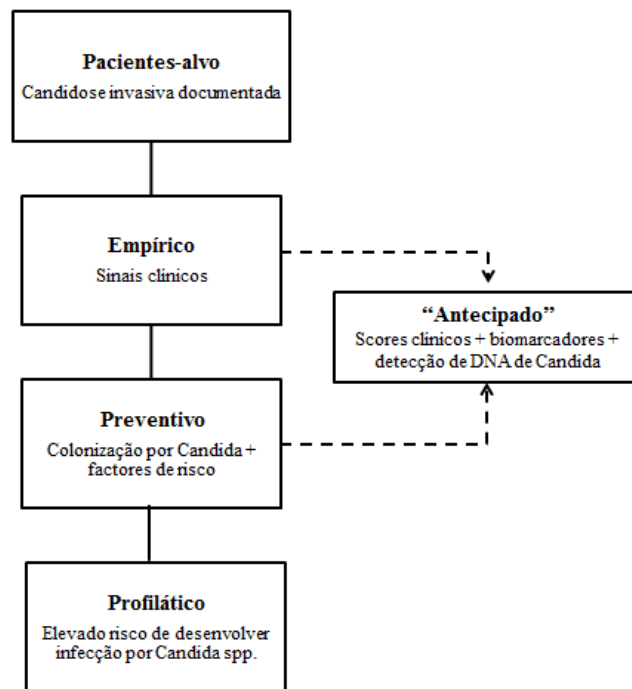 Pacientes-alvo
Candidose invasiva documentada
Empírico
Sinais clínicos
“Antecipado”
Scores clínicos + biomarcadores +
detecção de DNA de Candida
Preventivo
Colonização por Candida +
factores de risco
Profilático
Elevado risco de desenvolver
infecção por Candida spp.